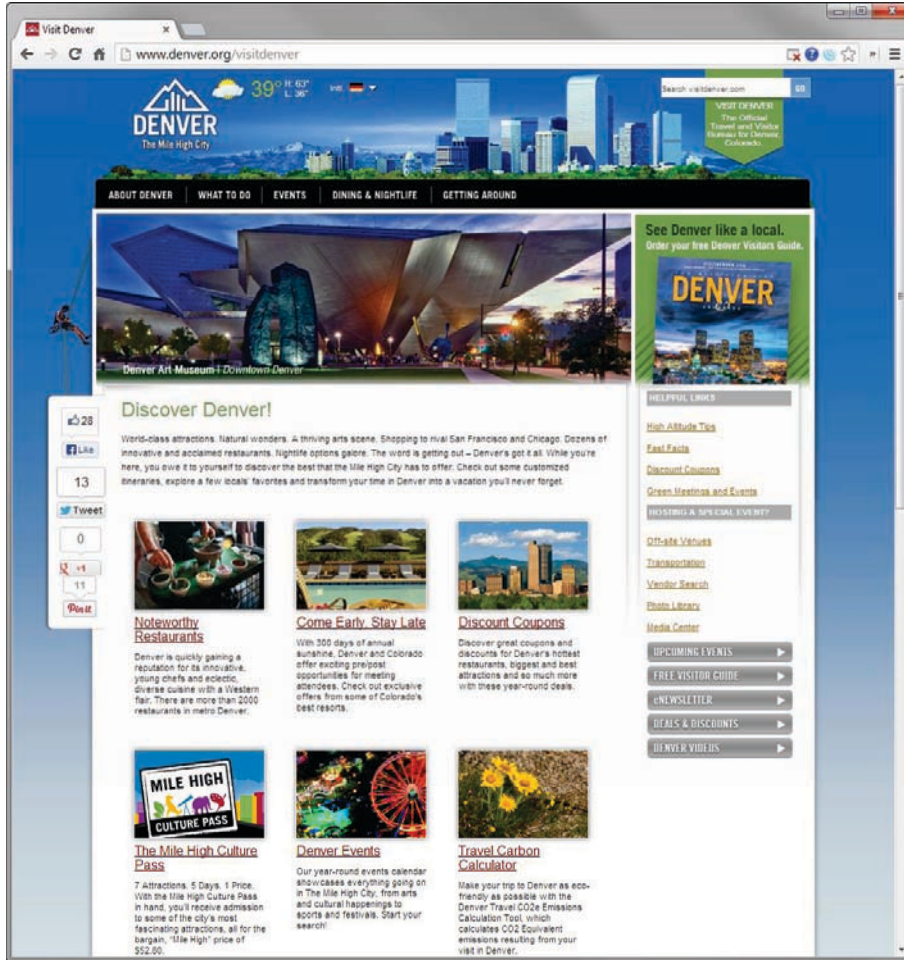 Visit Denver
www.denver.org/visitdenver
39° H: 63°
L: 36°
Intl.
Search visitdenver.com
GO
DENVER
The Mile High City
VISIT DENVER
The Official
Travel and Visitor
Bureau for Denver,
Colorado.
ABOUT DENVER
WHAT TO DO
EVENTS
DINING & NIGHTLIFE
GETTING AROUND
Denver Art Museum | Downtown Denver
See Denver like a local.
Order your free Denver Visitors Guide.
DENVER
28
Like
13
Tweet
0
+1
11
Pin it
Discover Denver!
World-class attractions. Natural wonders. A thriving arts scene. Shopping to rival San Francisco and Chicago. Dozens of
innovative and acclaimed restaurants. Nightlife options galore. The word is getting out – Denver's got it all. While you're
here, you owe it to yourself to discover the best that the Mile High City has to offer. Check out some customized
itineraries, explore a few locals' favorites and transform your time in Denver into a vacation you'll never forget.
Noteworthy
Restaurants
Denver is quickly gaining a
reputation for its innovative,
young chefs and eclectic,
diverse cuisine with a Western
flair. There are more than 2000
restaurants in metro Denver.
Come Early, Stay Late
With 300 days of annual
sunshine, Denver and Colorado
offer exciting pre/post
opportunities for meeting
attendees. Check out exclusive
offers from some of Colorado's
best resorts.
Discount Coupons
Discover great coupons and
discounts for Denver's hottest
restaurants, biggest and best
attractions and so much more
with these year-round deals.
MILE HIGH
CULTURE PASS
The Mile High Culture
Pass
7 Attractions. 5 Days. 1 Price.
With the Mile High Culture Pass
in hand, you'll receive admission
to some of the city's most
fascinating attractions, all for the
bargain, "Mile High" price of
$52.80.
Denver Events
Our year-round events calendar
showcases everything going on
in The Mile High City, from arts
and cultural happenings to
sports and festivals. Start your
search!
Travel Carbon
Calculator
Make your trip to Denver as eco-
friendly as possible with the
Denver Travel CO2e Emissions
Calculation Tool, which
calculates CO2 Equivalent
emissions resulting from your
visit in Denver.
HELPFUL LINKS
High Altitude Tips
Fast Facts
Discount Coupons
Green Meetings and Events
HOSTING A SPECIAL EVENT?
Off-site Venues
Transportation
Vendor Search
Photo Library
Media Center
UPCOMING EVENTS
FREE VISITOR GUIDE
eNEWSLETTER
DEALS & DISCOUNTS
DENVER VIDEOS